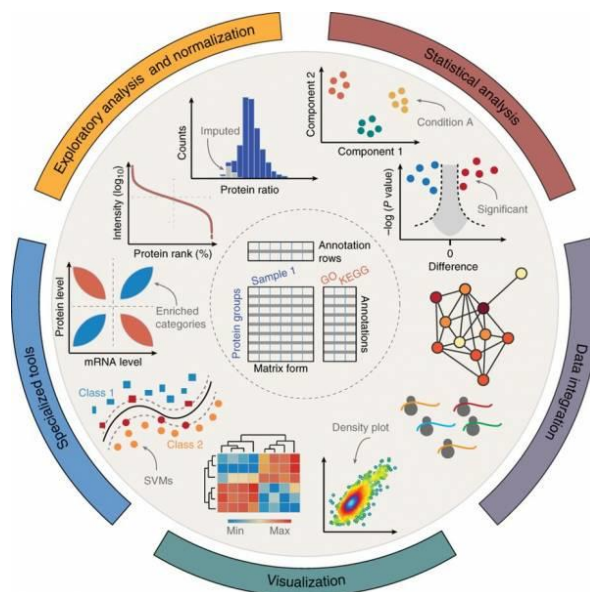 Exploratory analysis and normalization
Statistical analysis
Counts
Imputed
Protein ratio
Component 2
Condition A
Component 1
Intensity (log10)
Protein rank (%)
–log (P value)
Significant
0
Difference
Annotation
rows
Sample 1
GO
KEGG
Protein groups
Annotations
Matrix form
Protein level
Enriched
categories
mRNA level
Specialized tools
Data integration
Class 1
Class 2
SVMs
Min
Max
Density plot
Visualization